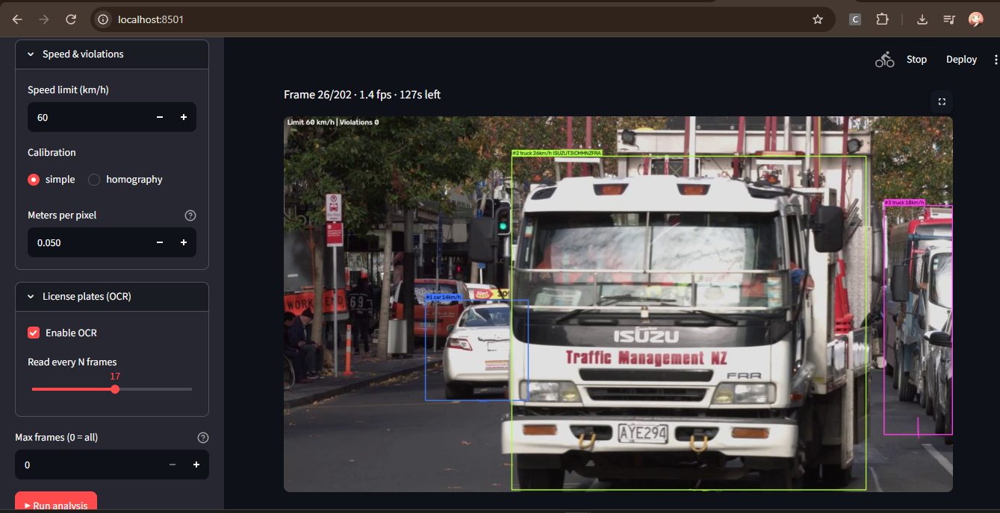 localhost:8501
C
Speed & violations
Speed limit (km/h)
60
Calibration
simple
homography
Meters per pixel
0.050
License plates (OCR)
Enable OCR
Read every N frames
17
Max frames (0 = all)
0
Run analysis
Stop
Deploy
Frame 26/202 · 1.4 fps · 127s left
Limit 60 km/h | Violations 0
#2 truck 26km/h ISUZUT3ICMMNZFRA
#3 truck 10km/h
#1 car 14km/h
WORK
END
69
ISUZU
Traffic Management NZ
FRR
AYE294